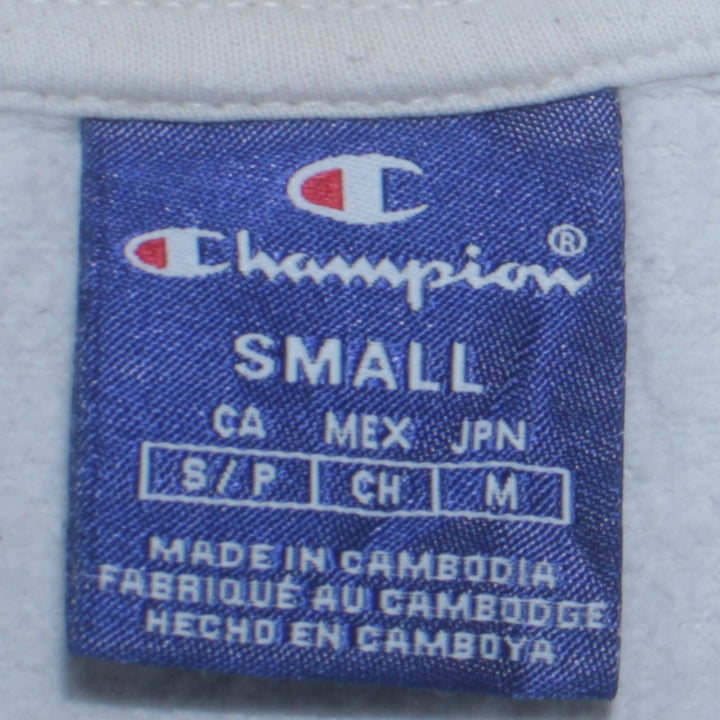 Champion®
SMALL
CA MEX JPN
S/P CH M
MADE IN CAMBODIA
FABRIQUÉ AU CAMBODGE
HECHO EN CAMBOYA